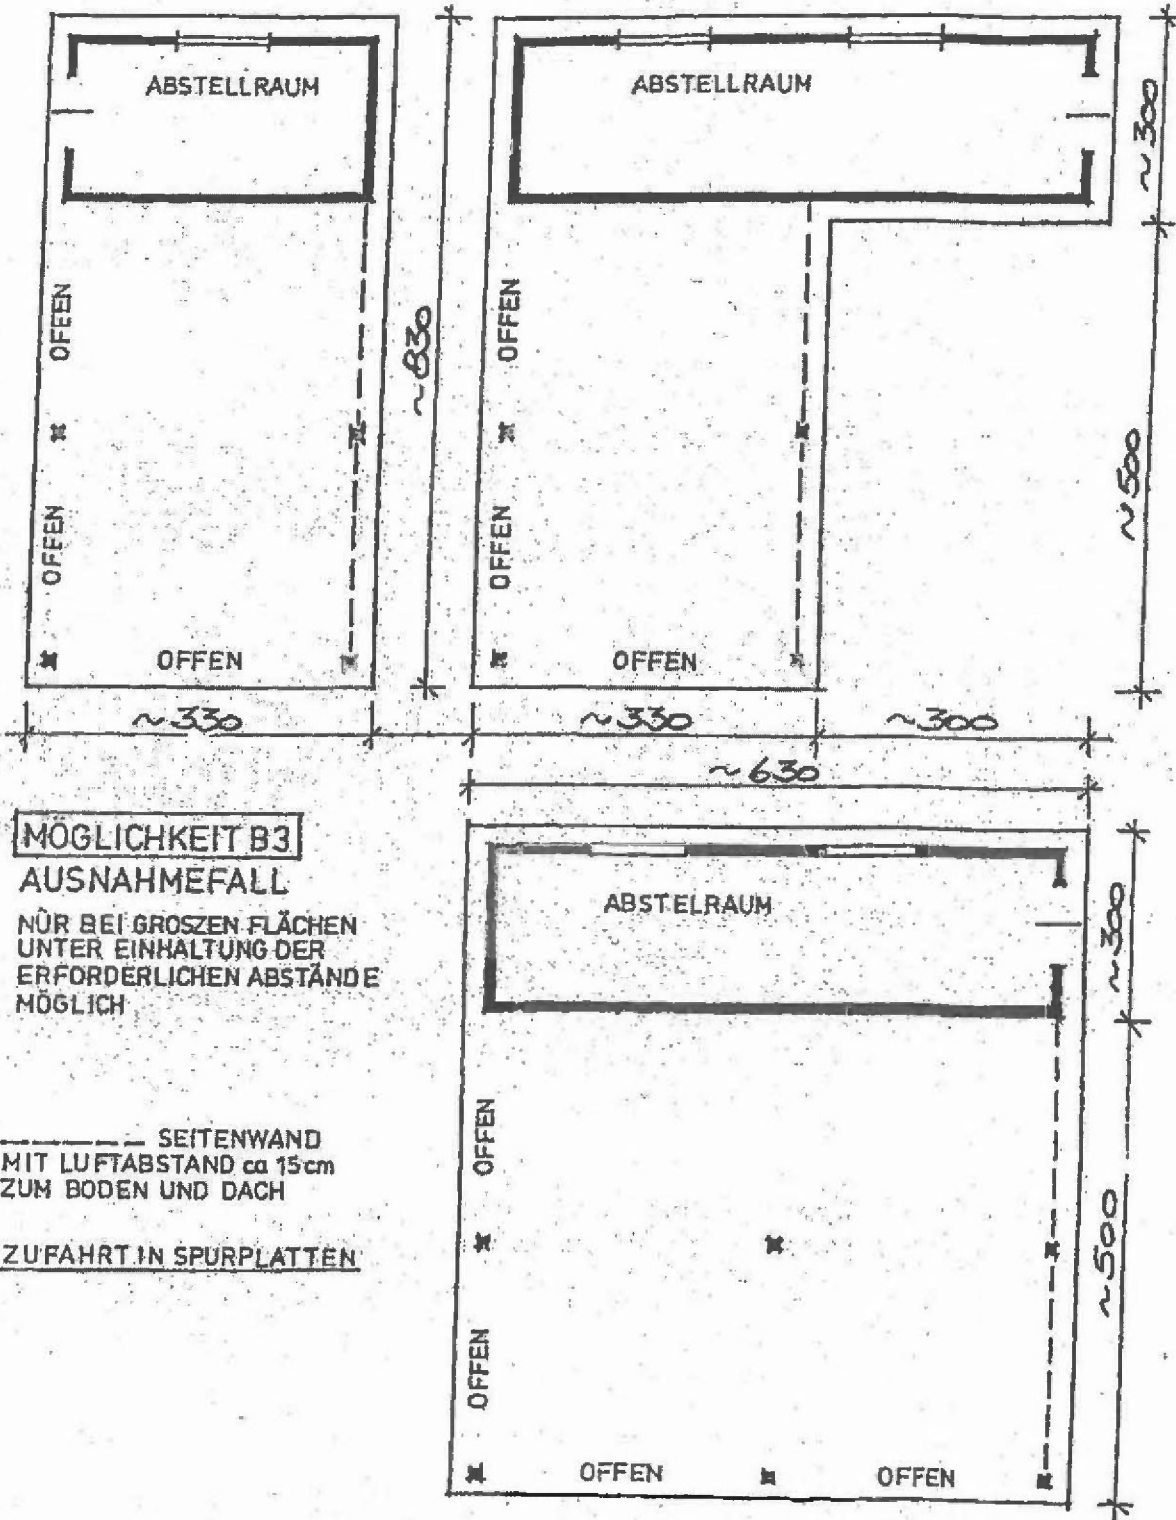 ABSTELLRAUM
ABSTELLRAUM
~300
OFFEN
OFFEN
~830
~500
OFFEN
OFFEN
OFFEN
OFFEN
~330
~330
~300
~630
MÖGLICHKEIT B3
AUSNAHMEFALL
NUR BEI GROSZEN FLÄCHEN
UNTER EINHALTUNG DER
ERFORDERLICHEN ABSTÄNDE
MÖGLICH
ABSTELRAUM
~300
SEITENWAND
MIT LUFTABSTAND ca 15cm
ZUM BODEN UND DACH
ZUFAHRT IN SPURPLATTEN
OFFEN
~500
OFFEN
OFFEN
OFFEN